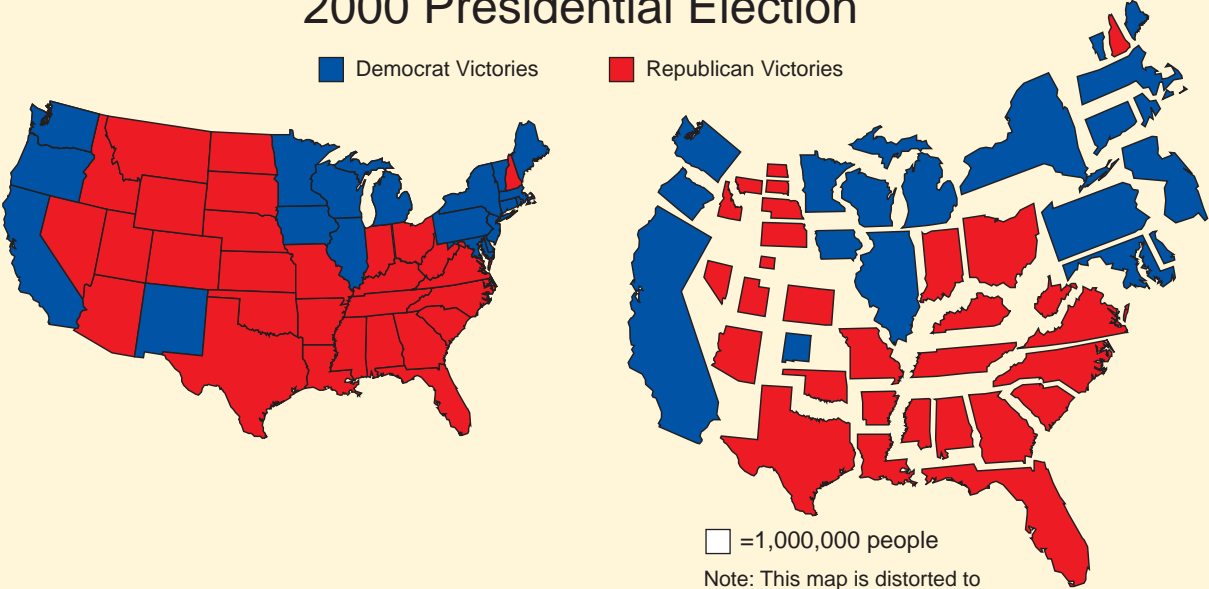 2000 Presidential Election
Democrat Victories
Republican Victories
=1,000,000 people
Note: This map is distorted to